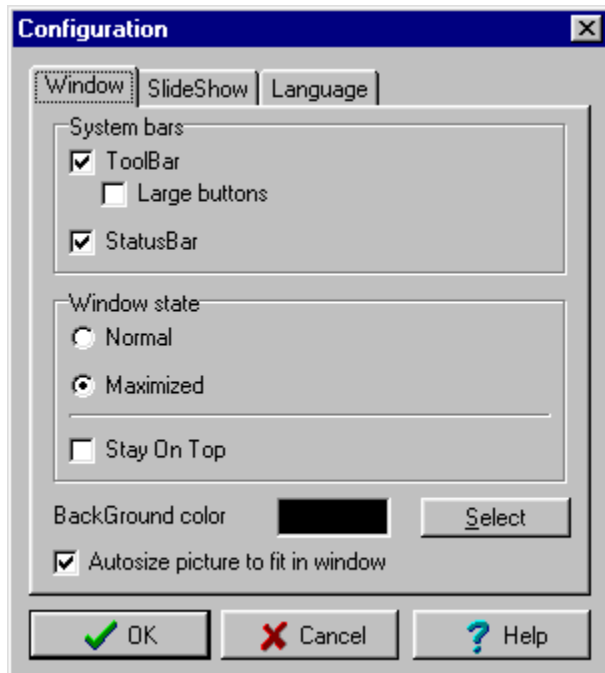 Configuration
Window SlideShow Language
System bars
ToolBar
Large buttons
StatusBar
Window state
Normal
Maximized
Stay On Top
BackGround color Select
Autosize picture to fit in window
OK Cancel Help